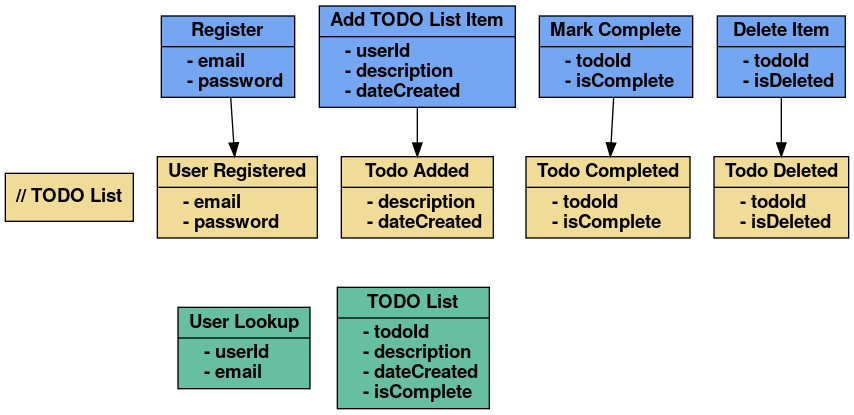 Register
- email
- password
Add TODO List Item
- userId
- description
- dateCreated
Mark Complete
- todoId
- isComplete
Delete Item
- todoId
- isDeleted
// TODO List
User Registered
- email
- password
Todo Added
- description
- dateCreated
Todo Completed
- todoId
- isComplete
Todo Deleted
- todoId
- isDeleted
User Lookup
- userId
- email
TODO List
- todoId
- description
- dateCreated
- isComplete